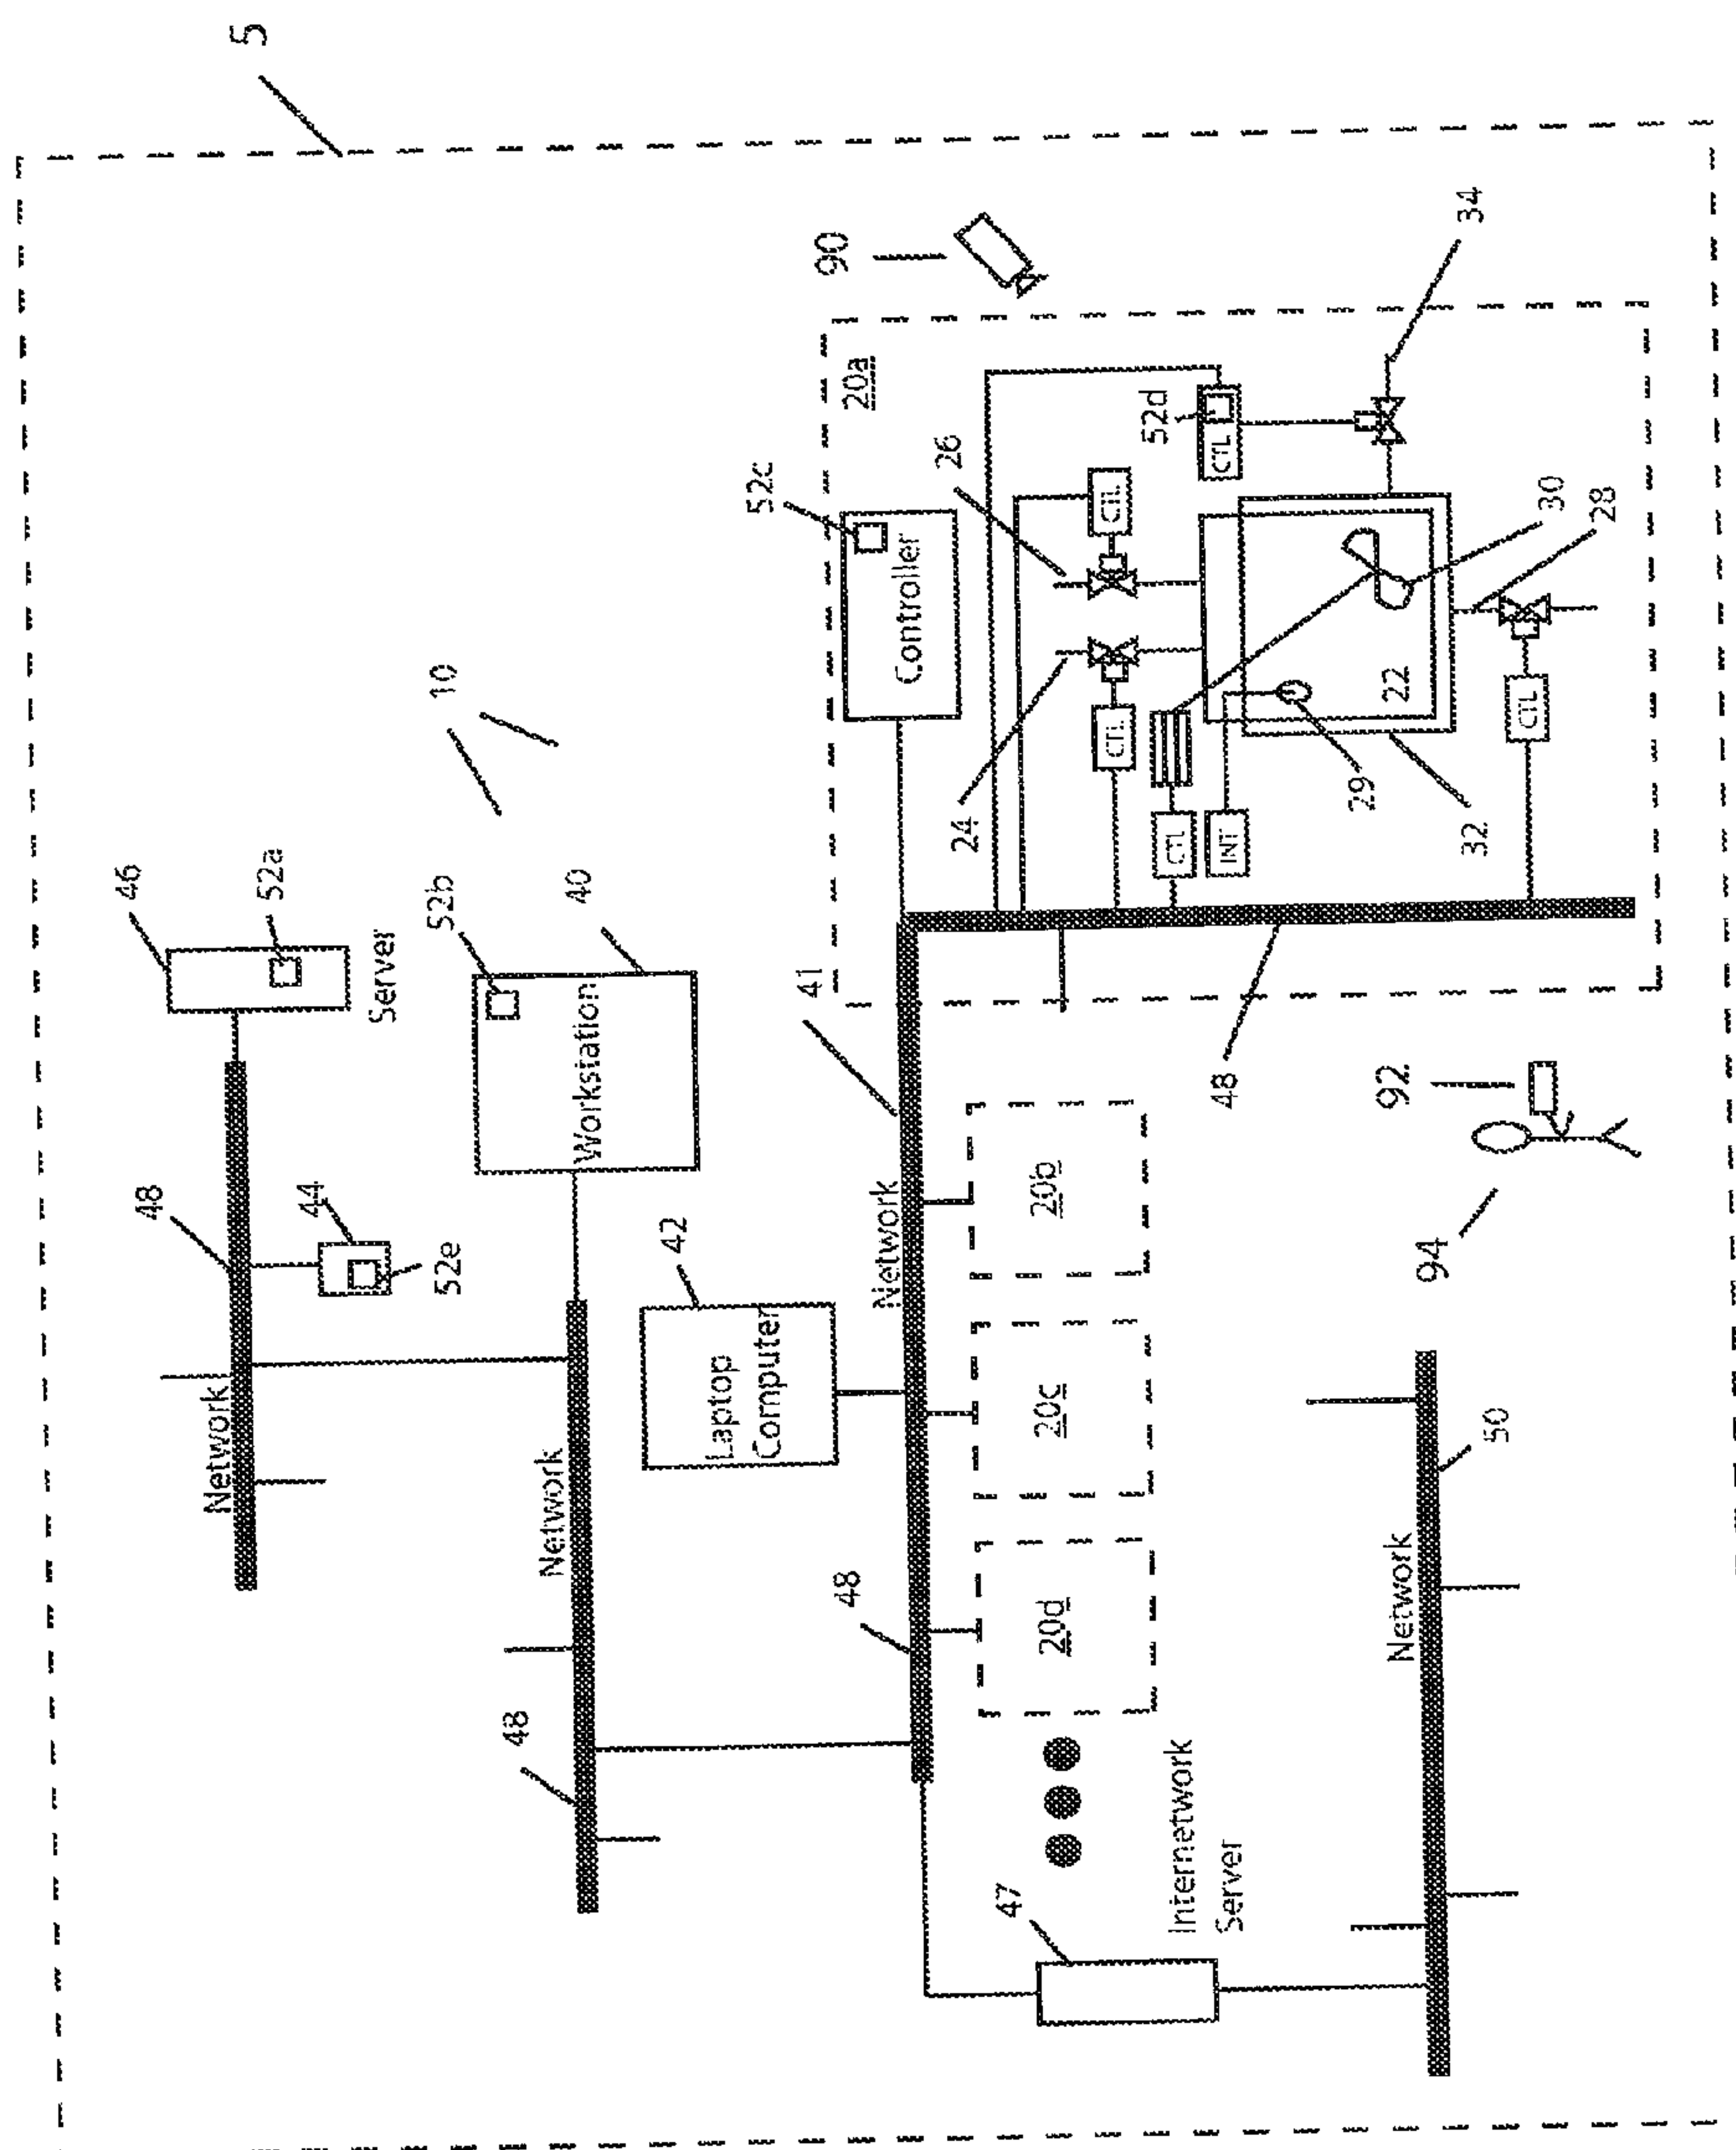 5
46
52a
Server
48
44
52e
Network
10
52b
40
Workstation
Network
48
42
Laptop
Computer
41
Network
48
90
20a
52c
Controller
26
24
CTL
CTL
52d
CTL
34
CTL
INT
29
22
30
28
32
CTL
48
20b
20c
20d
92
94
47
Internetwork
Server
Network
50